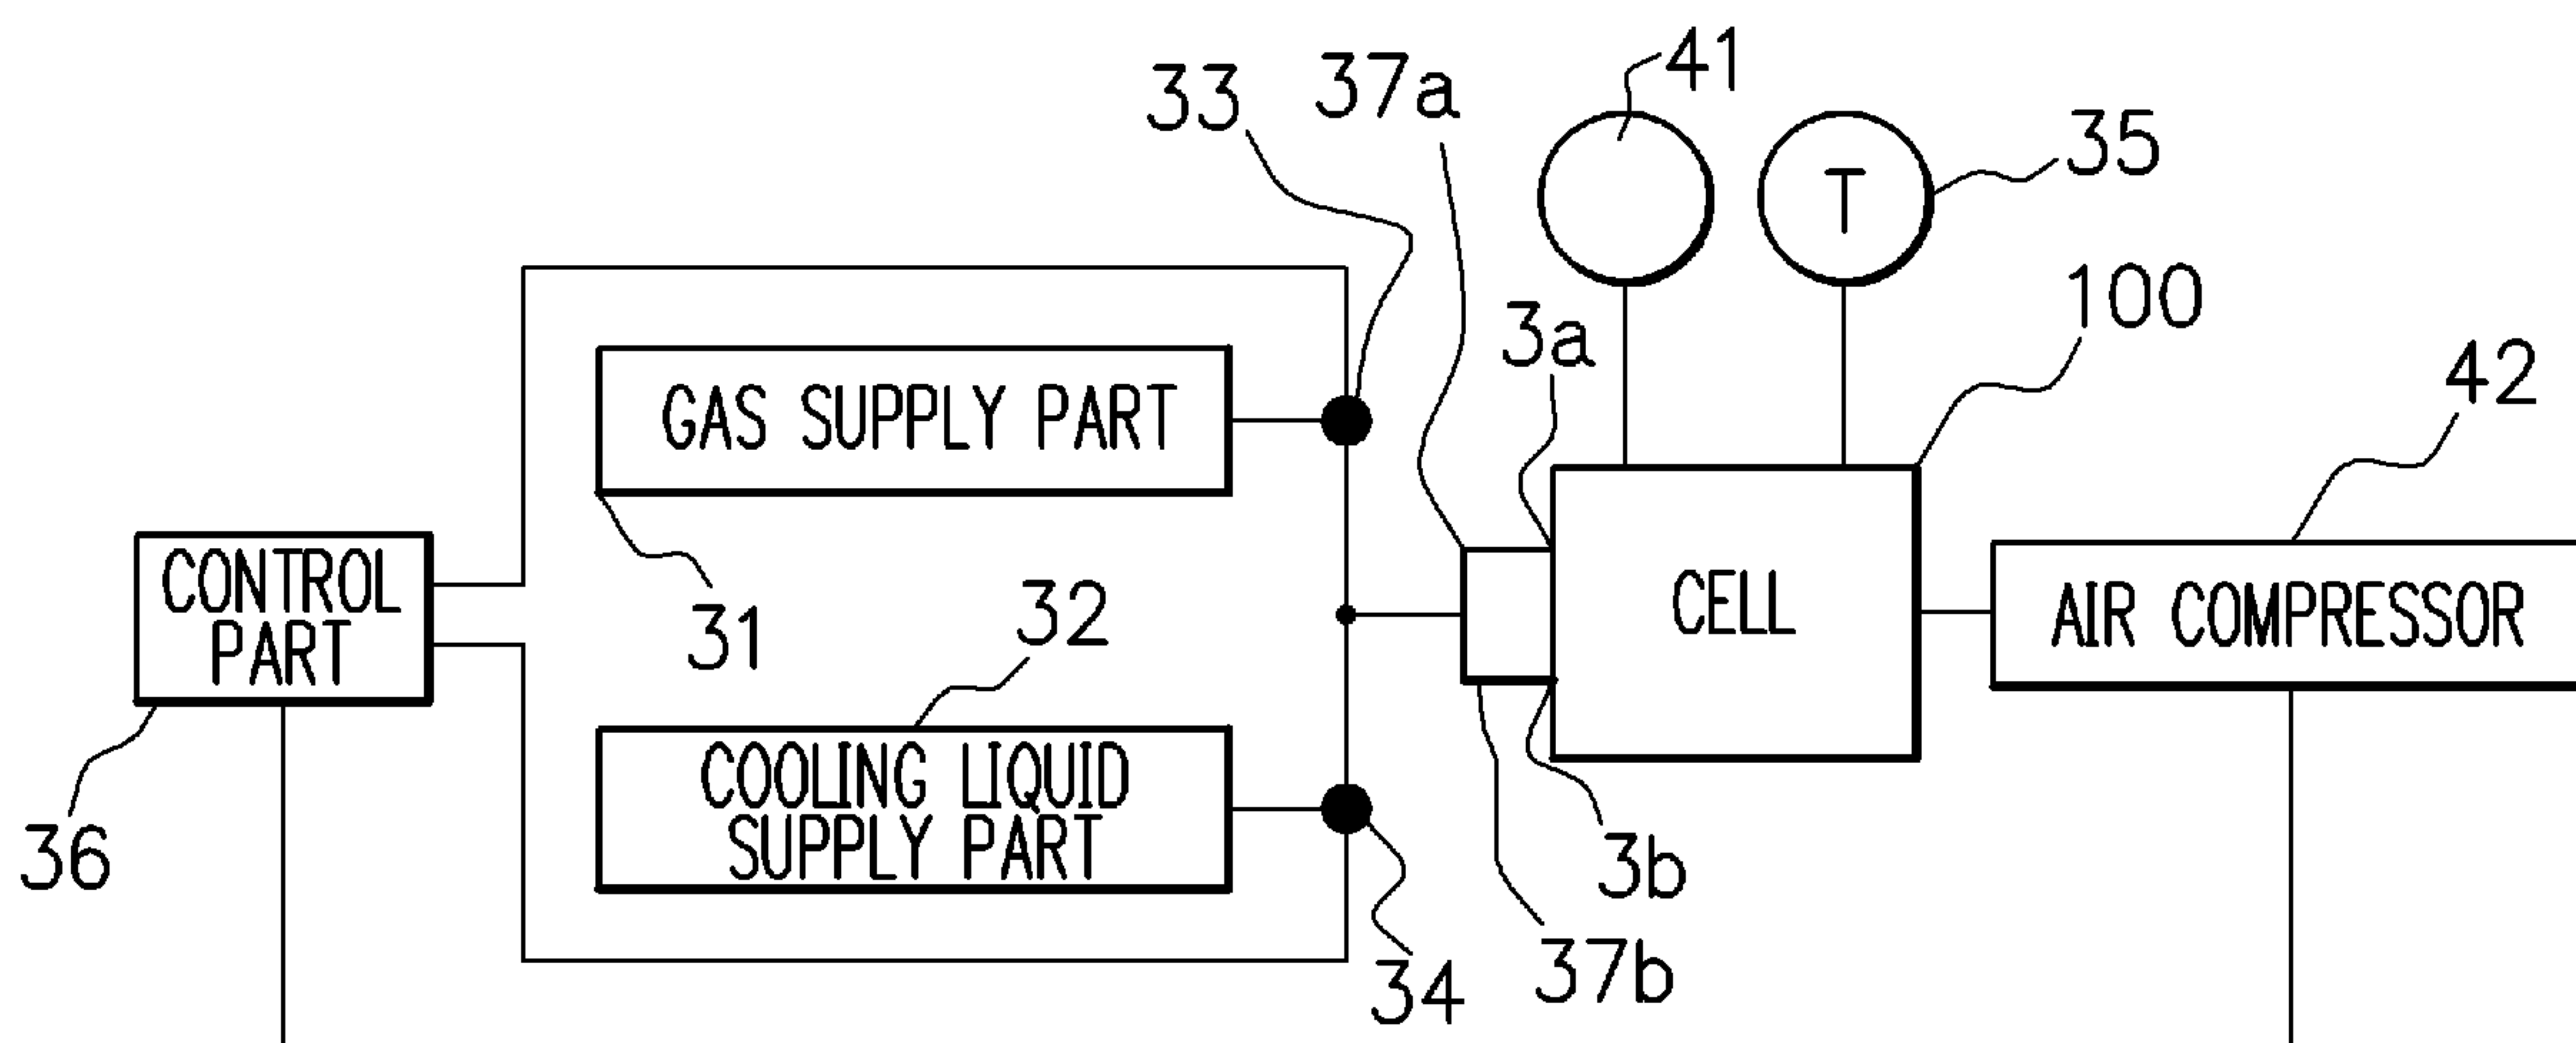 41
33
37a
T
35
100
3a
42
GAS SUPPLY PART
CONTROL
PART
31
32
CELL
AIR COMPRESSOR
COOLING LIQUID
SUPPLY PART
36
3b
37b
34